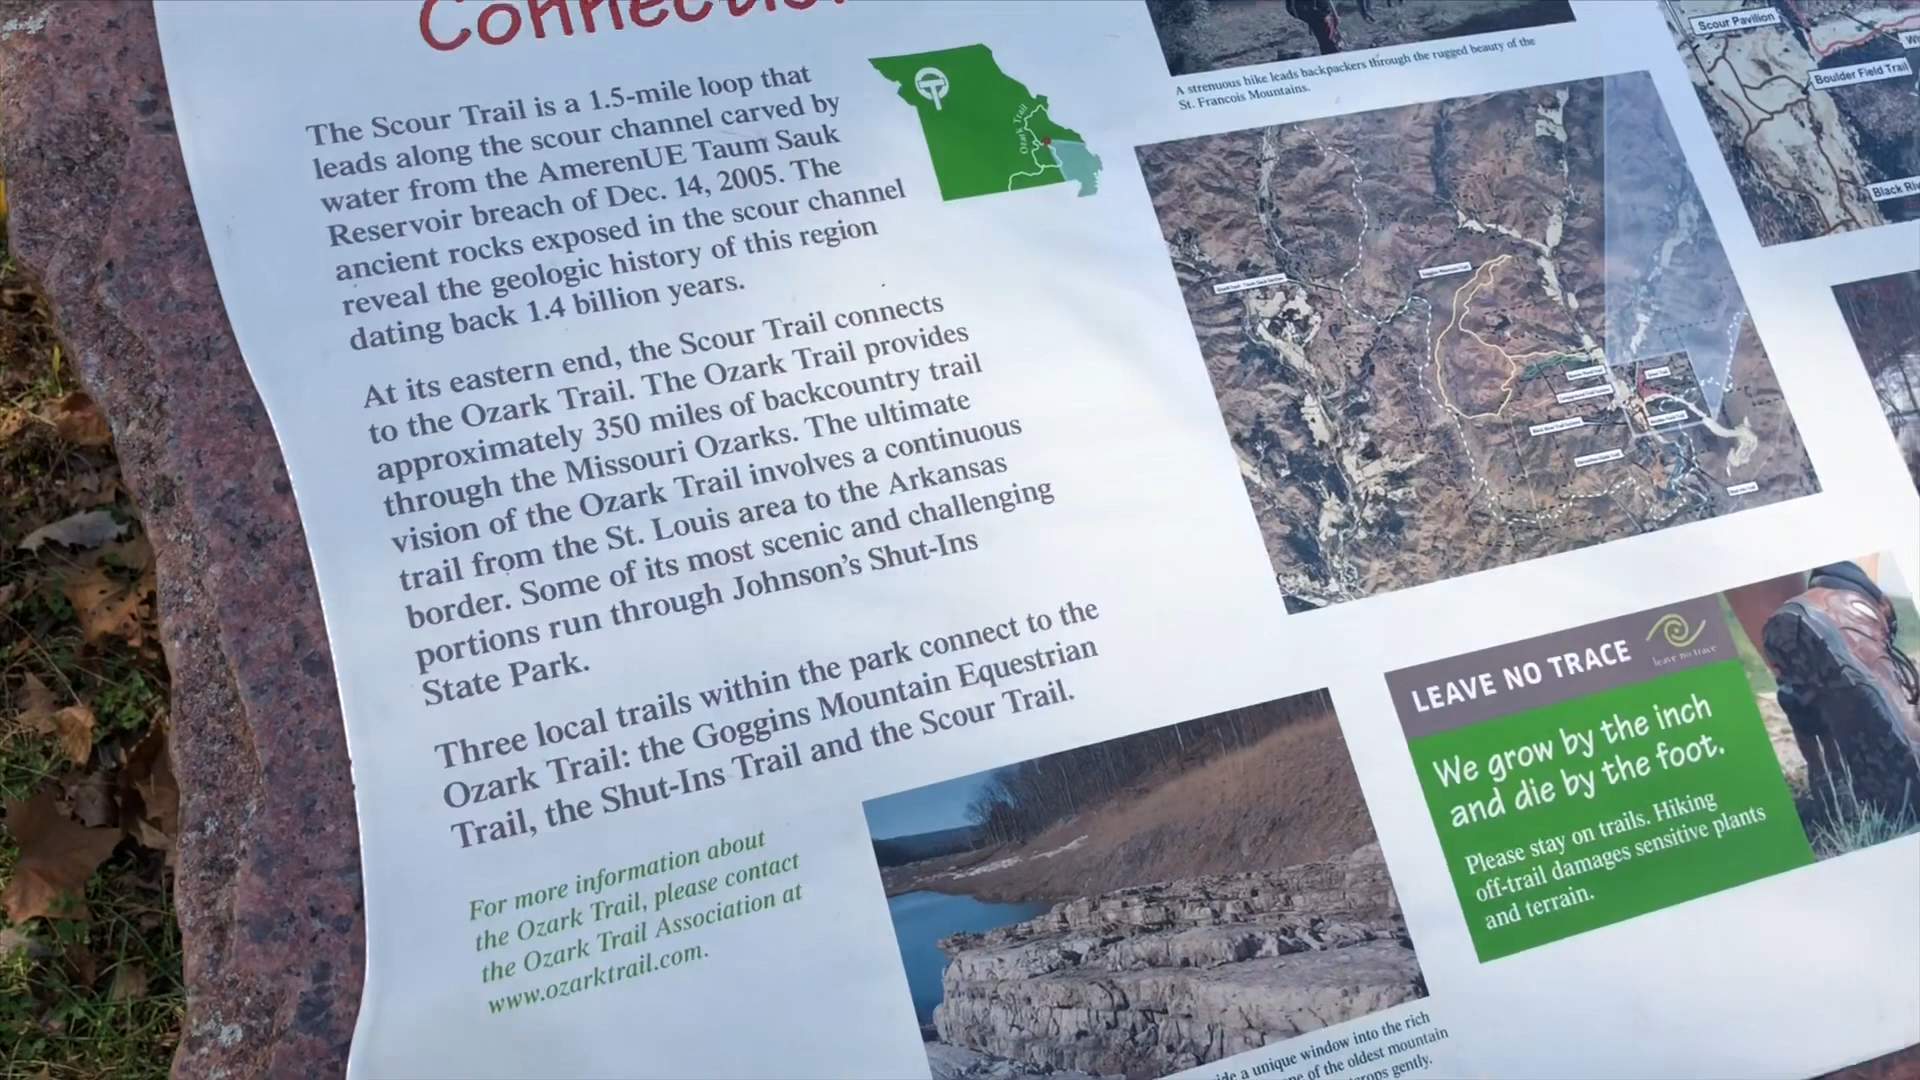 The Scour Trail is a 1.5-mile loop that
leads along the scour channel carved by
water from the AmerenUE Taum Sauk
Reservoir breach of Dec. 14, 2005. The
ancient rocks exposed in the scour channel
reveal the geologic history of this region
dating back 1.4 billion years.
At its eastern end, the Scour Trail connects
to the Ozark Trail. The Ozark Trail provides
approximately 350 miles of backcountry trail
through the Missouri Ozarks. The ultimate
vision of the Ozark Trail involves a continuous
trail from the St. Louis area to the Arkansas
border. Some of its most scenic and challenging
portions run through Johnson's Shut-Ins
State Park.
Three local trails within the park connect to the
Ozark Trail: the Goggins Mountain Equestrian
Trail, the Shut-Ins Trail and the Scour Trail.
For more information about
the Ozark Trail, please contact
the Ozark Trail Association at
www.ozarktrail.com.
Ozark Trail
A strenuous hike leads backpackers through the rugged beauty of the
St. Francois Mountains.
Scour Pavilion
Boulder Field Trail
Black
LEAVE NO TRACE
leave no trace
We grow by the inch
and die by the foot.
Please stay on trails. Hiking
off-trail damages sensitive plants
and terrain.
a unique window into the rich
of the oldest mountain
gently.